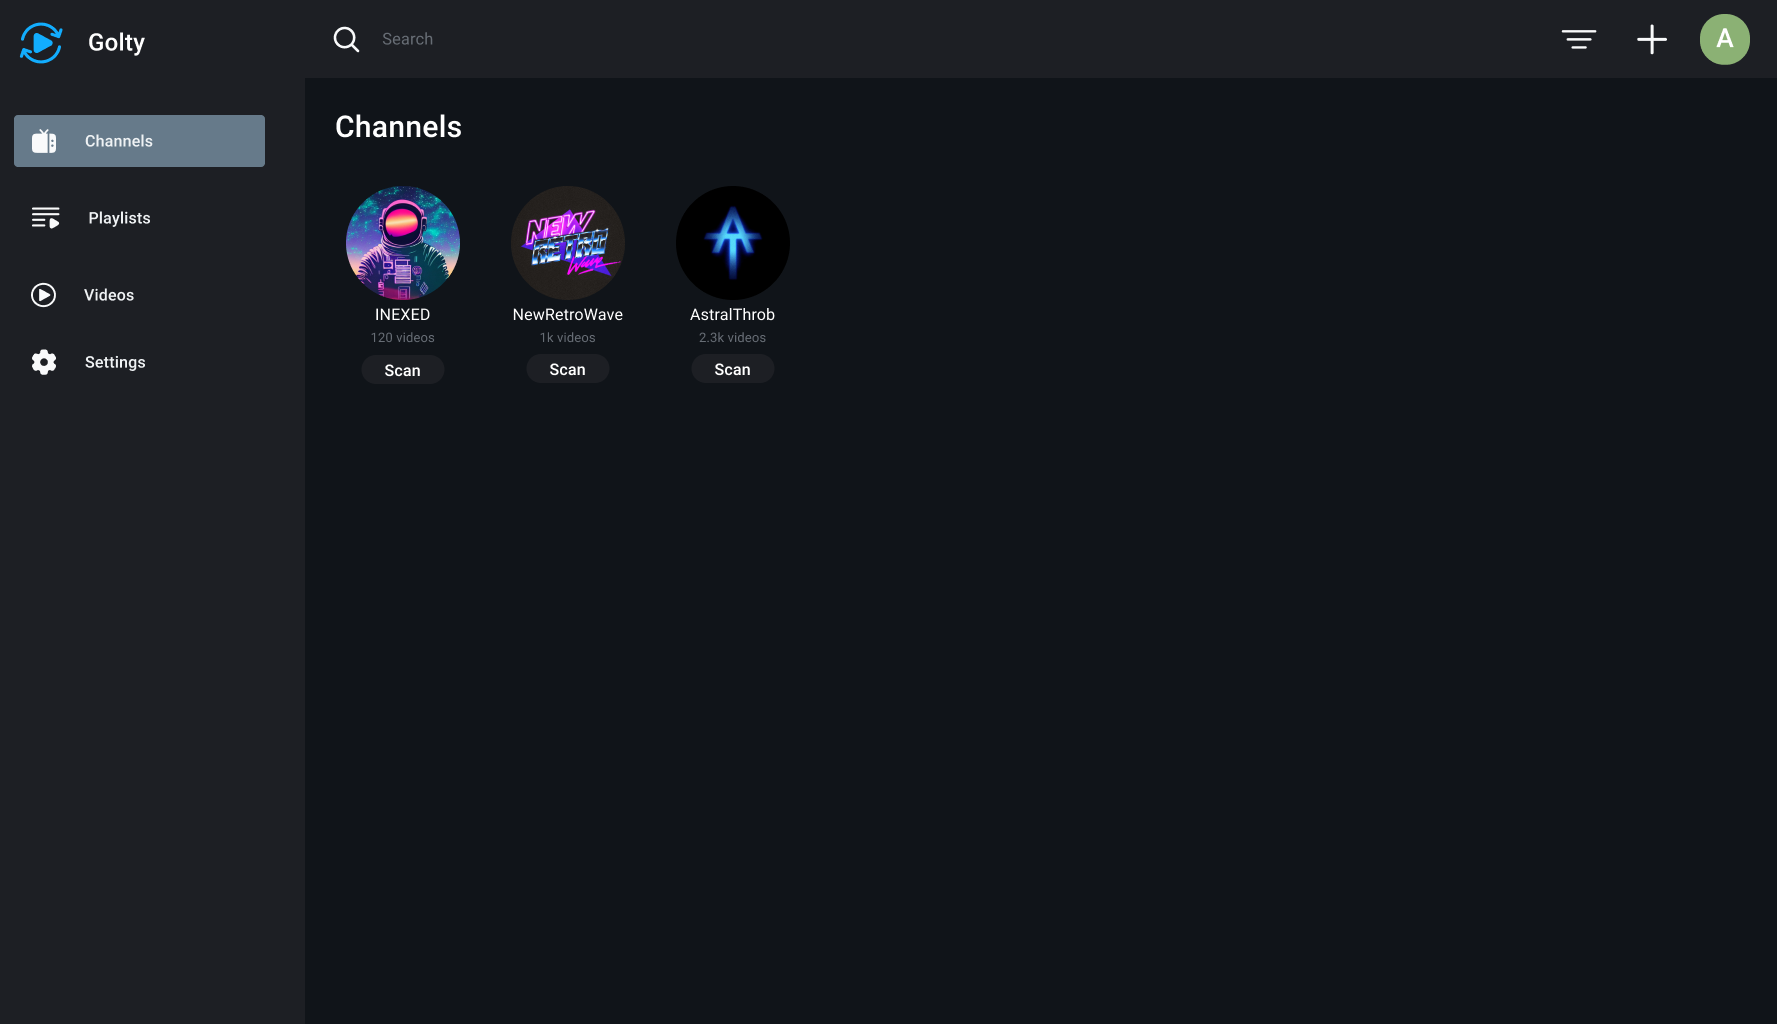 Golty
Search
A
Channels
Playlists
Videos
Settings
Channels
NEW
RETRO
Wave
INEXED
NewRetroWave
AstralThrob
120 videos
1k videos
2.3k videos
Scan
Scan
Scan